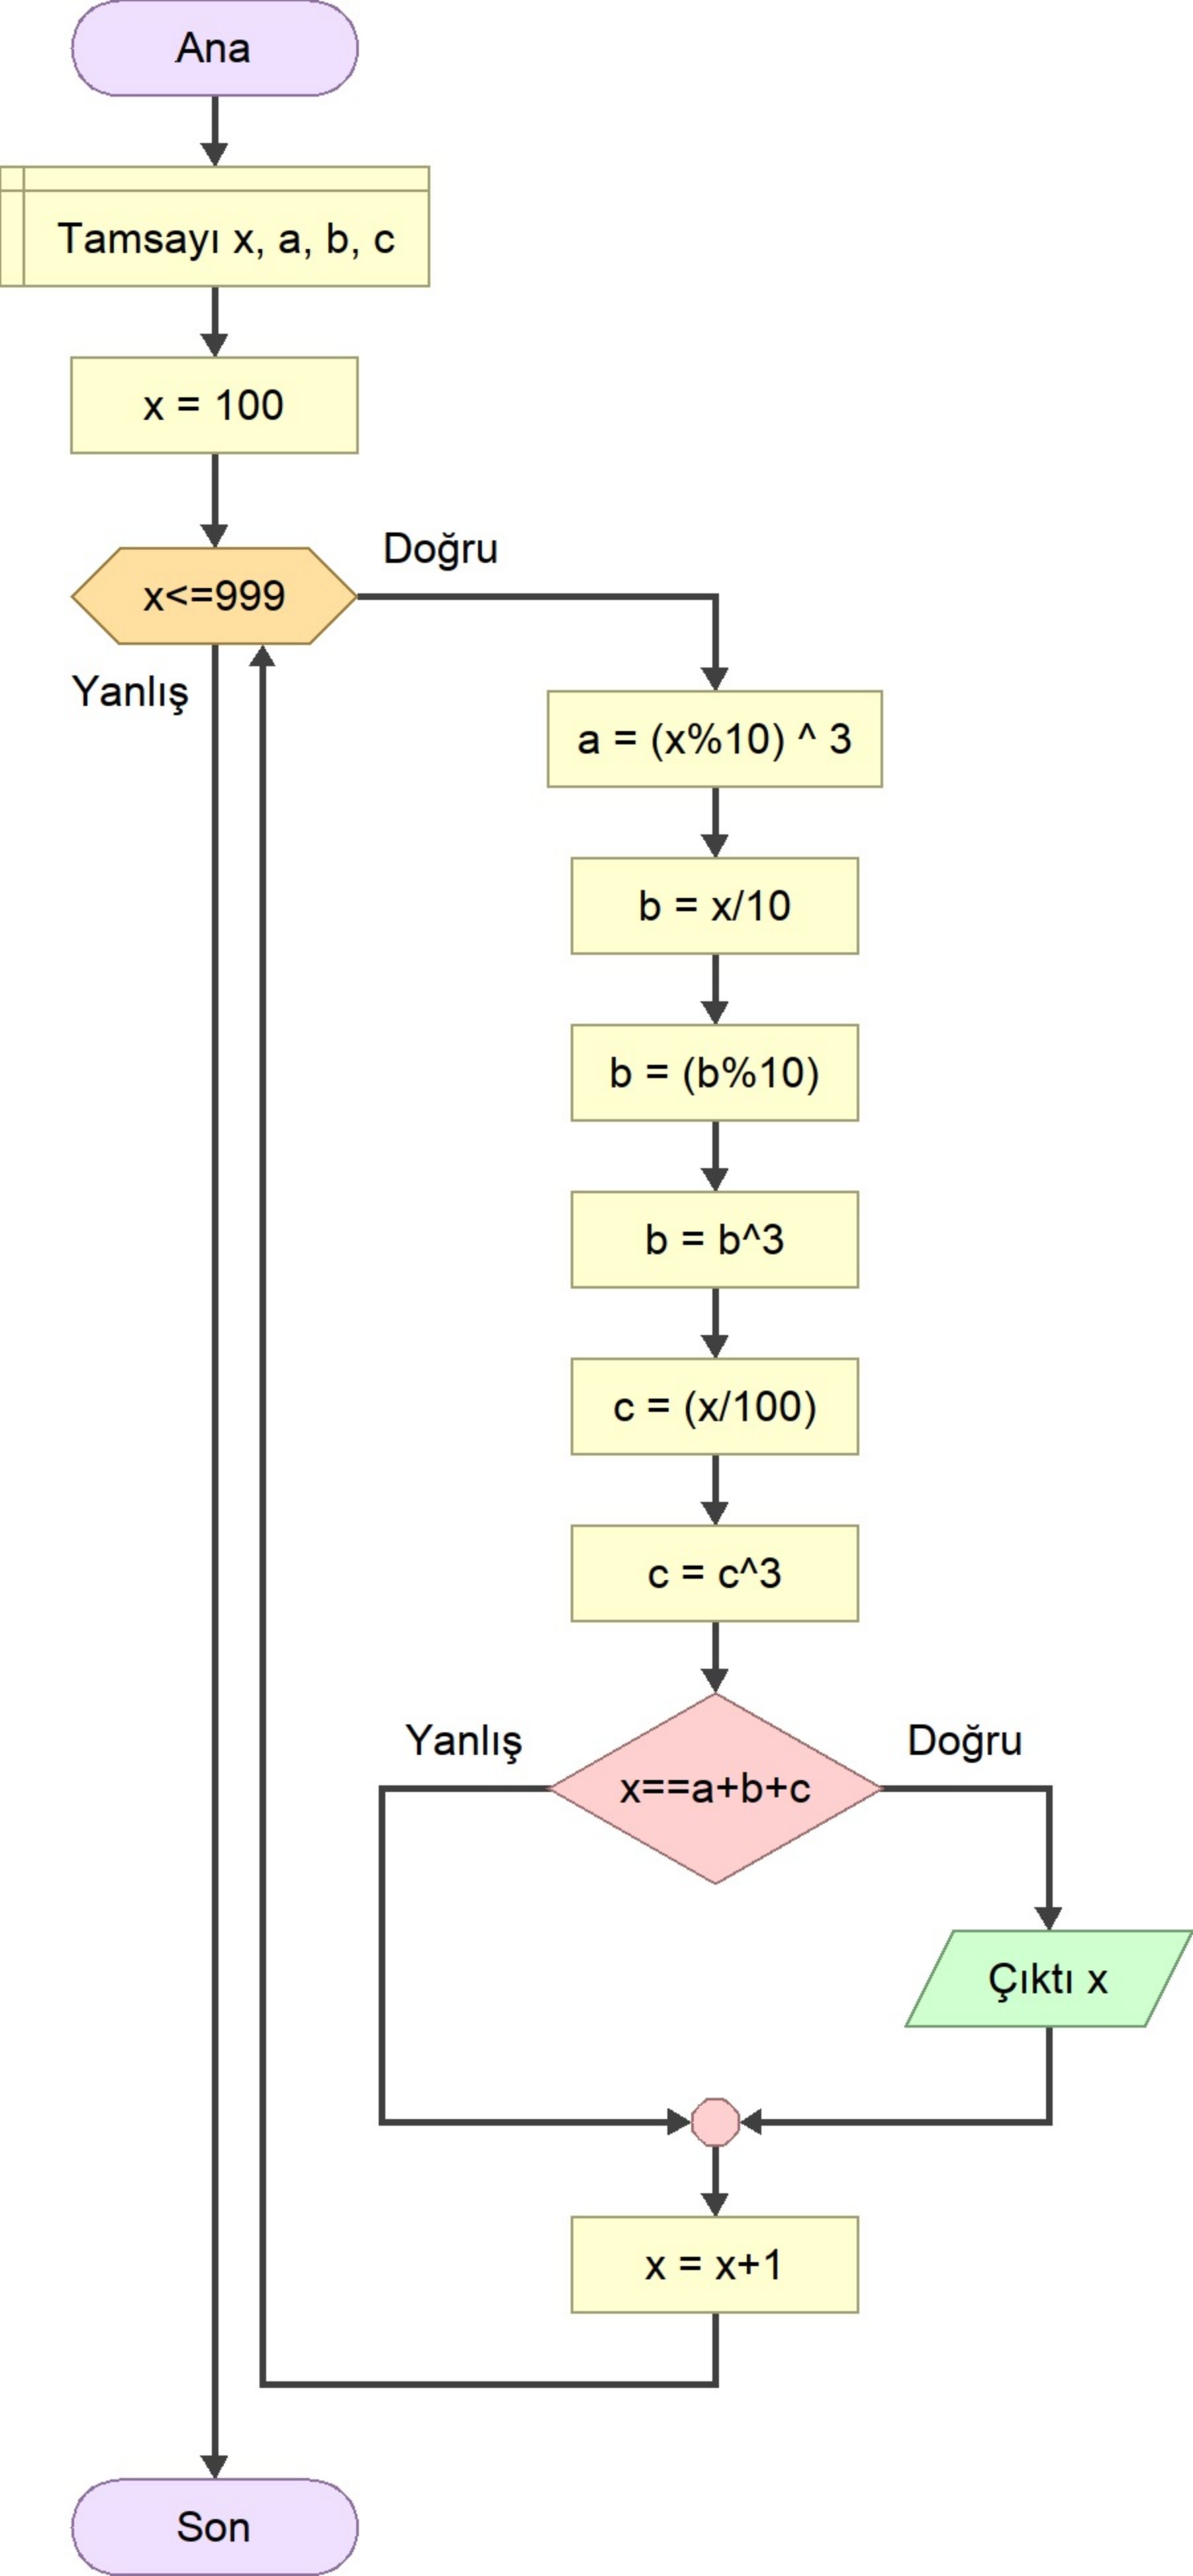 Ana
Tamsayı x, a, b, c
x = 100
x<=999
Doğru
Yanlış
a = (x%10) ^ 3
b = x/10
b = (b%10)
b = b^3
c = (x/100)
c = c^3
Yanlış
x==a+b+c
Doğru
Çıktı x
x = x+1
Son